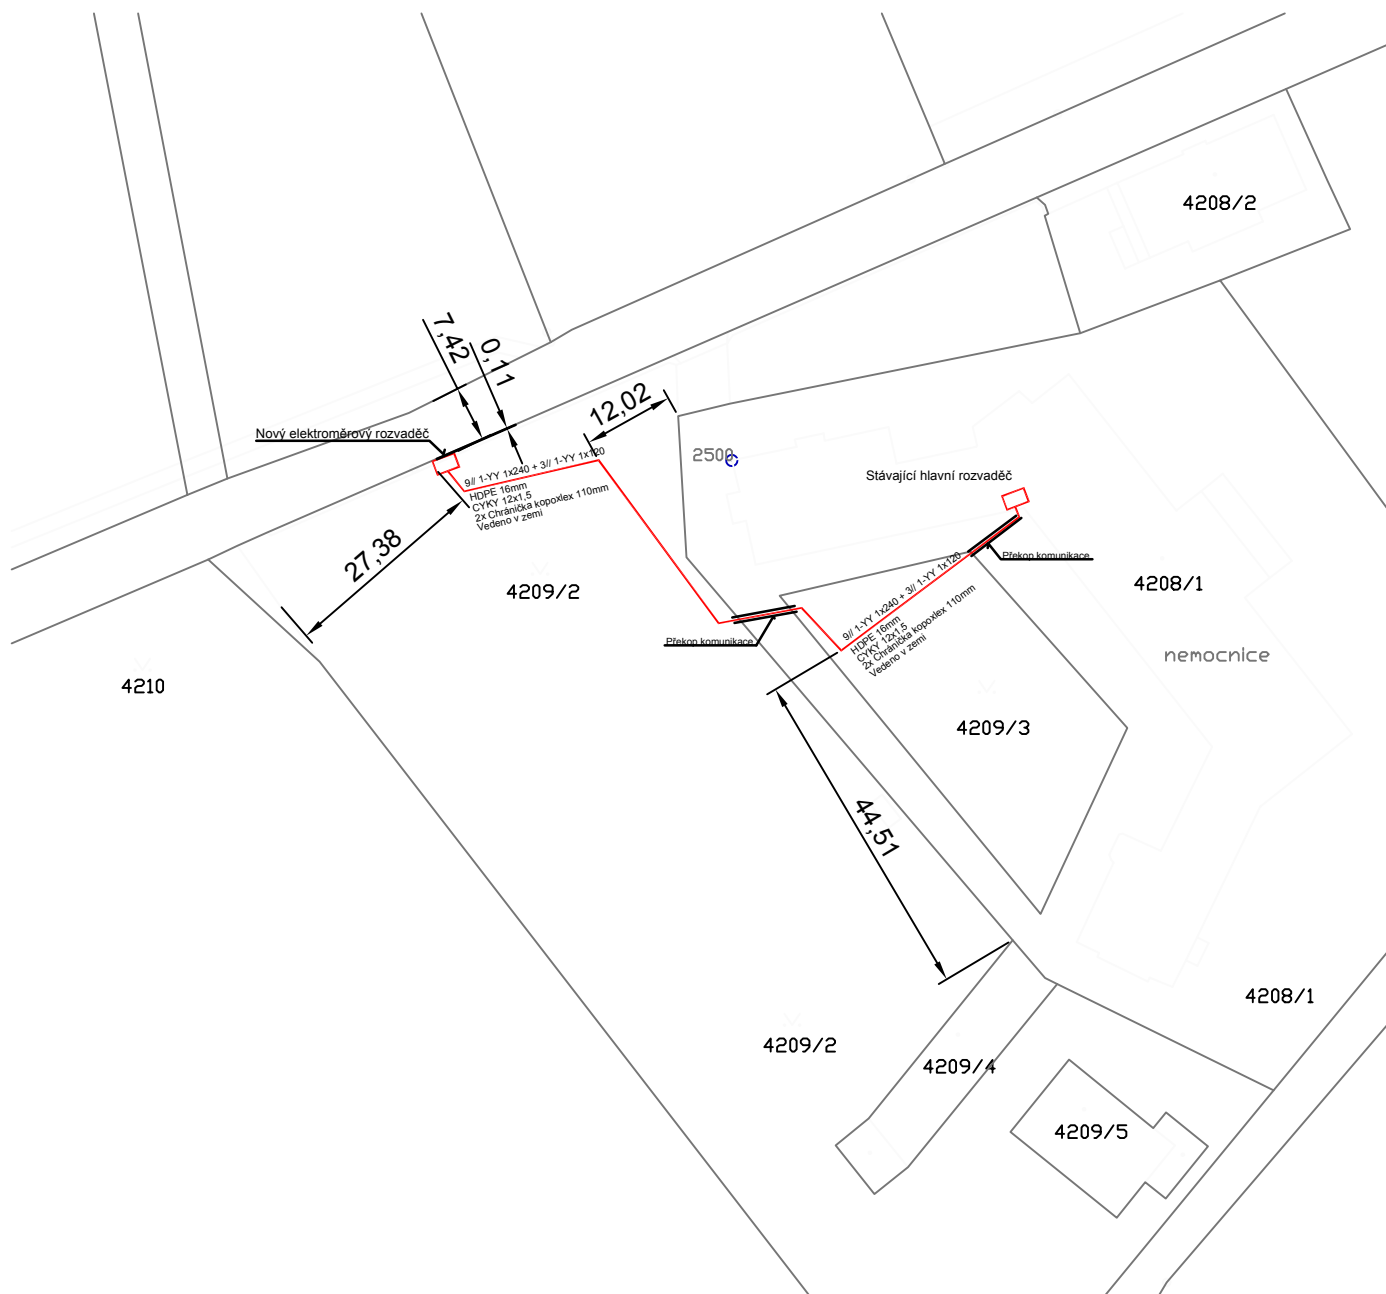 4208/2
7,42
0,11
12,02
Nový elektroměrový rozvaděč
2500
Stávající hlavní rozvaděč
9// 1-YY 1x240 + 3// 1-YY 1x120
HDPE 16mm
CYKY 12x1,5
2x Chránička kopoxlex 110mm
Vedeno v zemi
27,38
4209/2
Překop komunikace
4208/1
9// 1-YY 1x240 + 3// 1-YY 1x120
HDPE 16mm
CYKY 12x1,5
2x Chránička kopoxlex 110mm
Vedeno v zemi
Překop komunikace
nemocnice
4210
4209/3
44,51
4208/1
4209/2
4209/4
4209/5